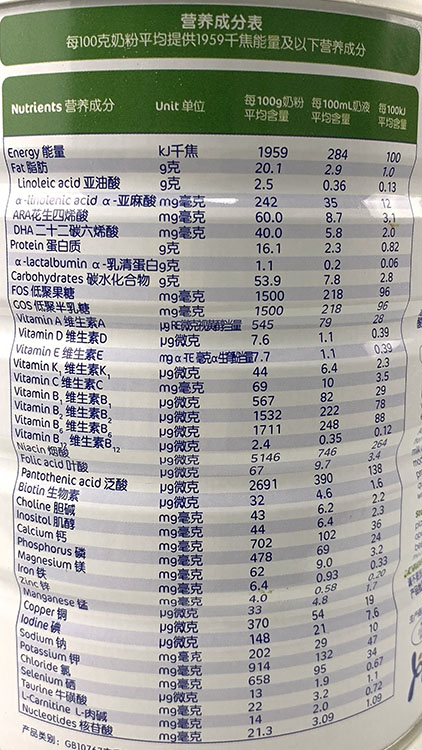 营养成分表
每100克奶粉平均提供1959千焦能量及以下营养成分
Nutrients 营养成分 Unit 单位 每100g奶粉平均含量 每100mL奶液平均含量 每100kJ平均含量
Energy 能量 kJ千焦 1959 284 100
Fat 脂肪 g克 20.1 2.9 1.0
Linoleic acid 亚油酸 g克 2.5 0.36 0.13
α-linolenic acid α-亚麻酸 mg毫克 242 35 12
ARA花生四烯酸 mg毫克 60.0 8.7 3.1
DHA 二十二碳六烯酸 mg毫克 40.0 5.8 2.0
Protein 蛋白质 g克 16.1 2.3 0.82
α-lactalbumin α-乳清蛋白 g克 1.1 0.2 0.06
Carbohydrates 碳水化合物 g克 53.9 7.8 2.8
FOS 低聚果糖 mg毫克 1500 218 96
GOS 低聚半乳糖 mg毫克 1500 218 96
Vitamin A 维生素A µg RE微克视黄醇当量 545 79 28
Vitamin D 维生素D µg微克 7.6 1.1 0.39
Vitamin E 维生素E mg α-TE 毫克α-生育酚当量 7.7 1.1 0.39
Vitamin K₁ 维生素K₁ µg微克 44 6.4 2.3
Vitamin C 维生素C mg毫克 69 10 3.5
Vitamin B₁ 维生素B₁ µg微克 567 82 29
Vitamin B₂ 维生素B₂ µg微克 1532 222 78
Vitamin B₆ 维生素B₆ µg微克 1711 248 88
Vitamin B₁₂ 维生素B₁₂ µg微克 2.4 0.35 0.12
Niacin 烟酸 µg微克 5146 746 264
Folic acid 叶酸 µg微克 67 9.7 3.4
Pantothenic acid 泛酸 µg微克 2691 390 138
Biotin 生物素 µg微克 32 4.6 1.6
Choline 胆碱 mg毫克 43 6.2 2.2
Inositol 肌醇 mg毫克 44 6.4 2.3
Calcium 钙 mg毫克 702 102 36
Phosphorus 磷 mg毫克 478 69 24
Magnesium 镁 mg毫克 62 9.0 3.2
Iron 铁 mg毫克 6.4 0.93 0.33
Zinc 锌 mg毫克 4.0 0.58 0.20
Manganese 锰 µg微克 33 4.8 1.7
Copper 铜 µg微克 370 54 19
Iodine 碘 µg微克 148 21 7.6
Sodium 钠 mg毫克 202 29 10
Potassium 钾 mg毫克 914 132 47
Chloride 氯 mg毫克 658 95 34
Selenium 硒 µg微克 13 1.9 0.67
Taurine 牛磺酸 mg毫克 22 3.2 1.1
L-Carnitine L-肉碱 mg毫克 14 2.0 0.72
Nucleotides 核苷酸 mg毫克 21.3 3.09 1.09
产品类别：GB10767